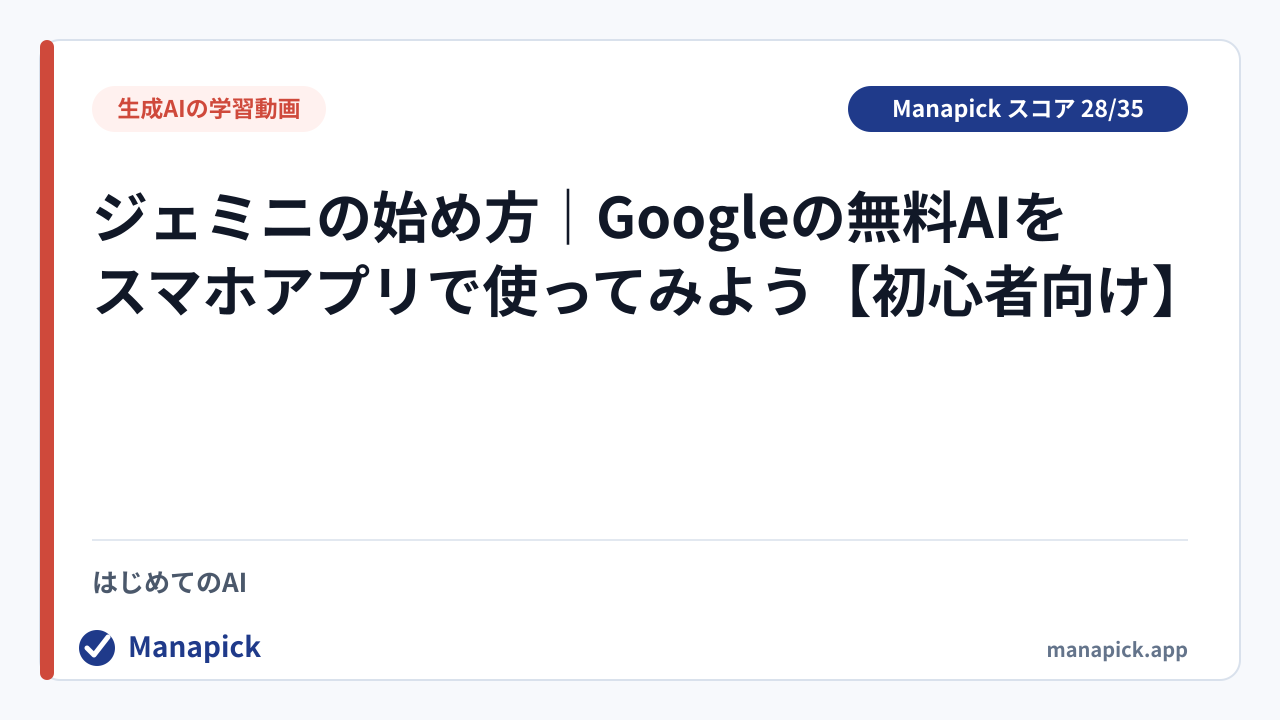 生成AIの学習動画
Manapick スコア 28/35
ジェミニの始め方｜Googleの無料AIを
スマホアプリで使ってみよう【初心者向け】
はじめてのAI
Manapick
manapick.app